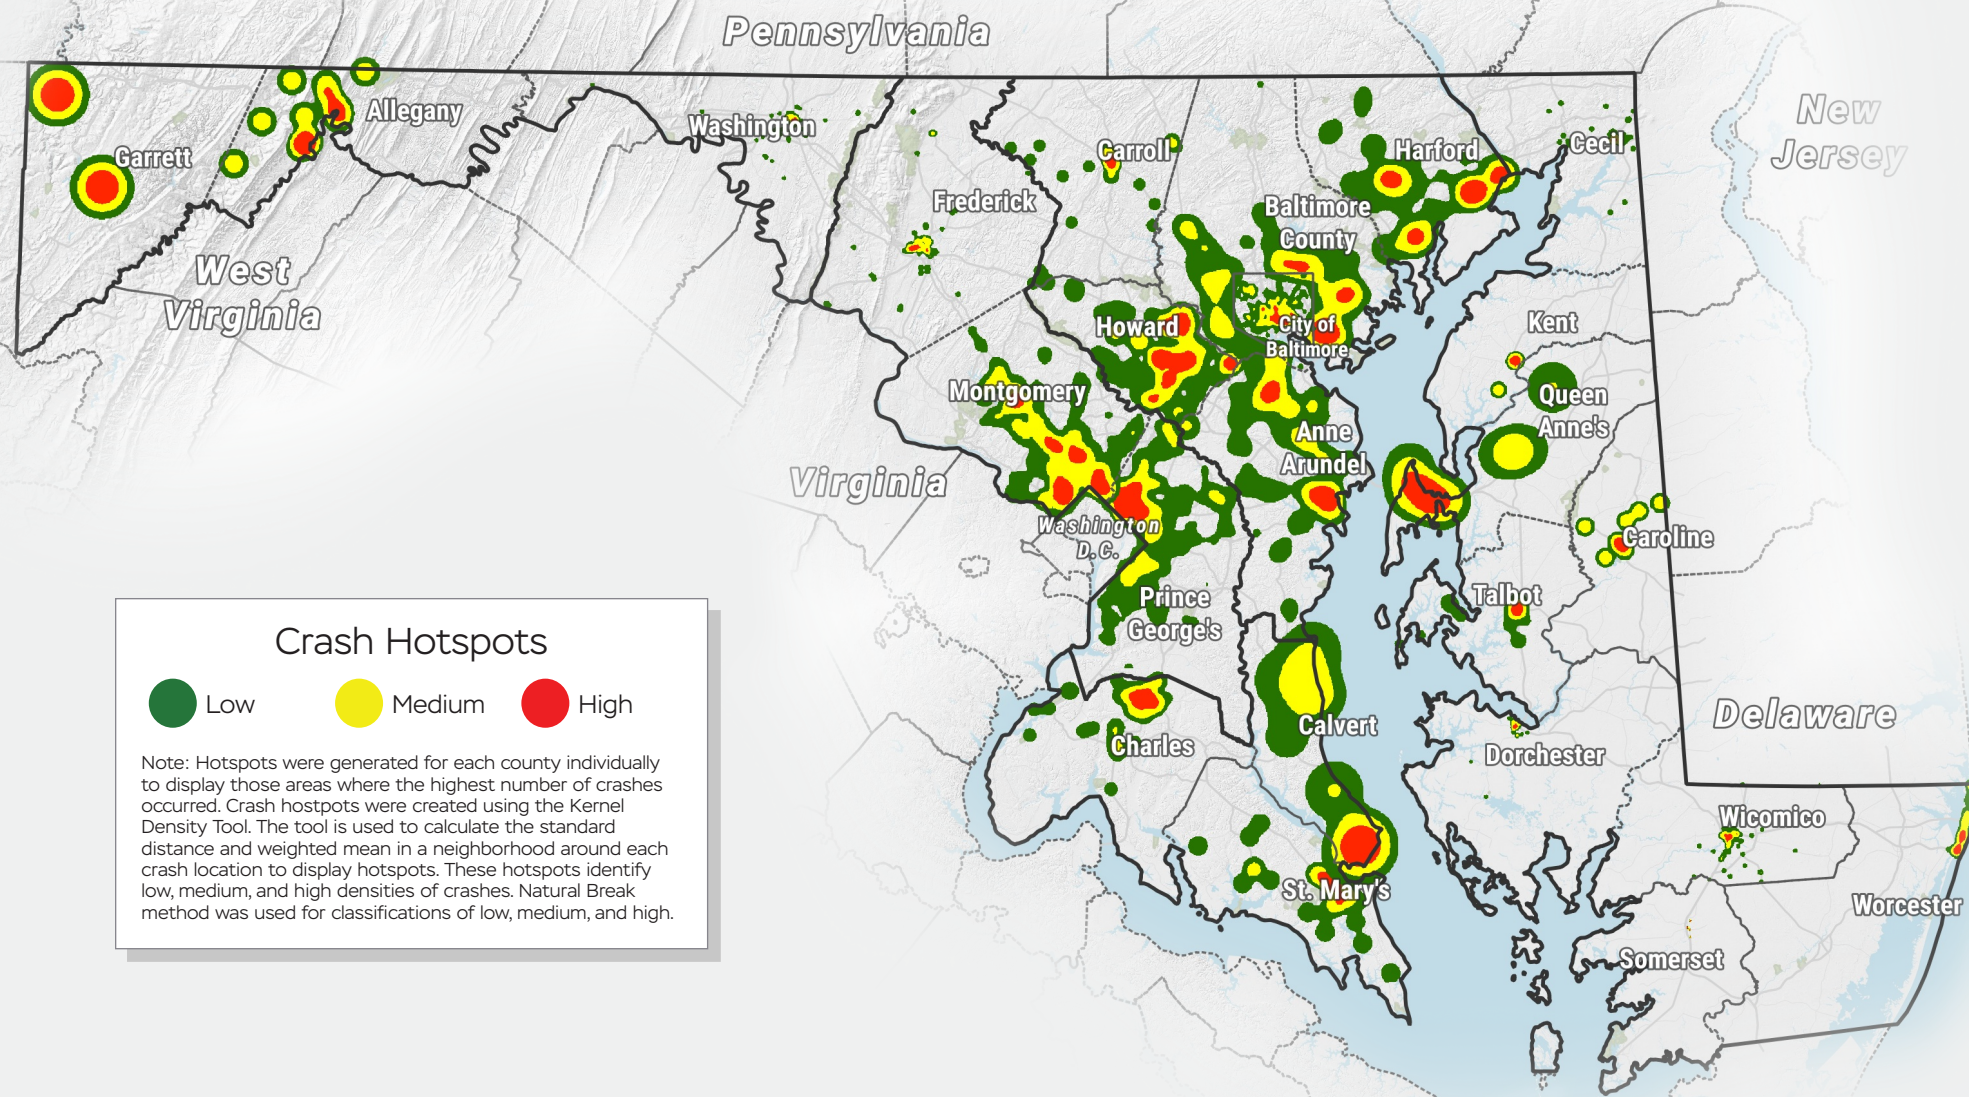 Pennsylvania
New
Jersey
Allegany
Washington
Carroll
Harford
Cecil
Garrett
Frederick
Baltimore
County
West
Virginia
Howard
City of
Baltimore
Kent
Montgomery
Queen
Anne's
Anne
Arundel
Virginia
Washington
D.C.
Caroline
Prince
George's
Talbot
Calvert
Charles
Delaware
Dorchester
Wicomico
St. Mary's
Worcester
Somerset
Crash Hotspots
Low
Medium
High
Note: Hotspots were generated for each county individually
to display those areas where the highest number of crashes
occurred. Crash hostpots were created using the Kernel
Density Tool. The tool is used to calculate the standard
distance and weighted mean in a neighborhood around each
crash location to display hotspots. These hotspots identify
low, medium, and high densities of crashes. Natural Break
method was used for classifications of low, medium, and high.